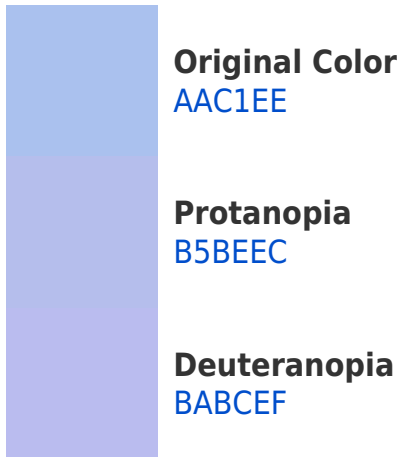 Original Color
AAC1EE
Protanopia
B5BEEC
Deuteranopia
BABCEF